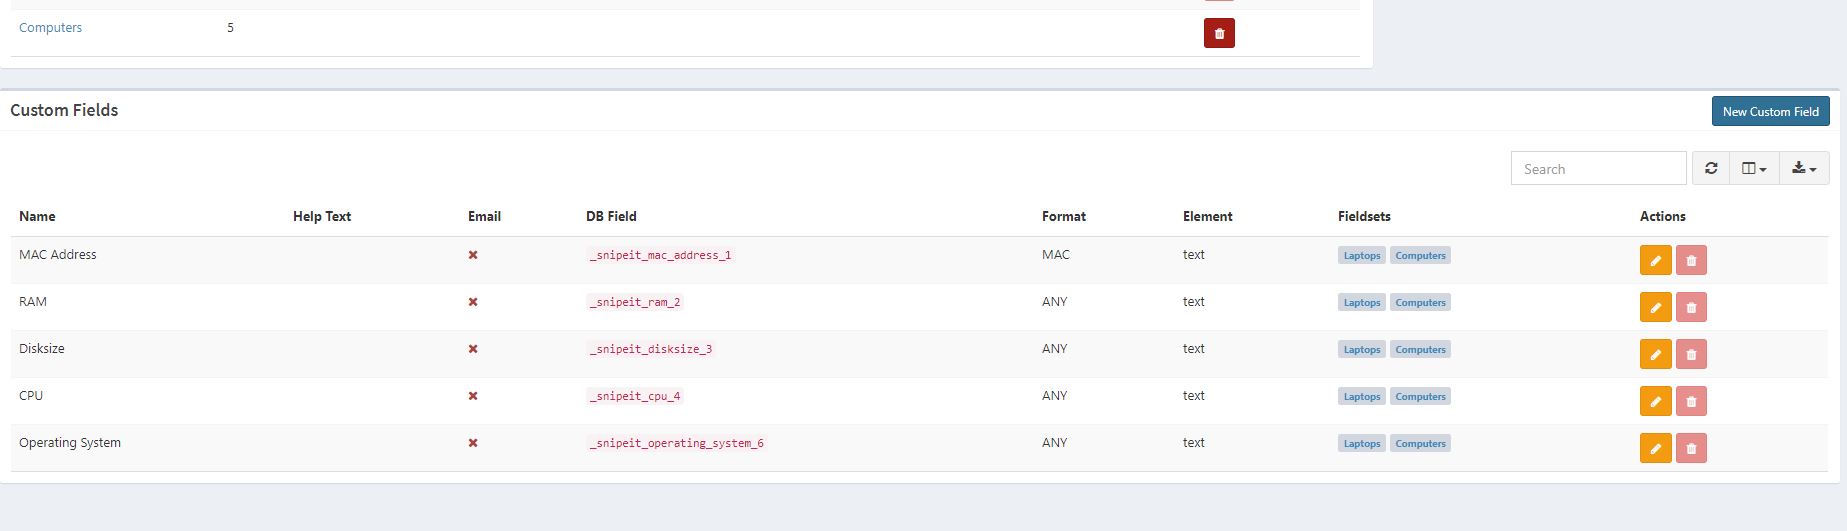 Computers 5
Custom Fields
New Custom Field
Search
Name Help Text Email DB Field Format Element Fieldsets Actions
MAC Address _snipeit_mac_address_1 MAC text Laptops Computers
RAM _snipeit_ram_2 ANY text Laptops Computers
Disksize _snipeit_disksize_3 ANY text Laptops Computers
CPU _snipeit_cpu_4 ANY text Laptops Computers
Operating System _snipeit_operating_system_6 ANY text Laptops Computers